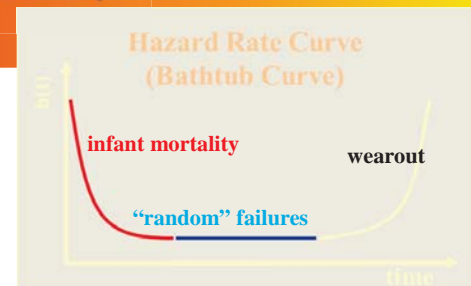 Hazard Rate Curve
(Bathtub Curve)
h(t)
infant mortality
wearout
“random” failures
time